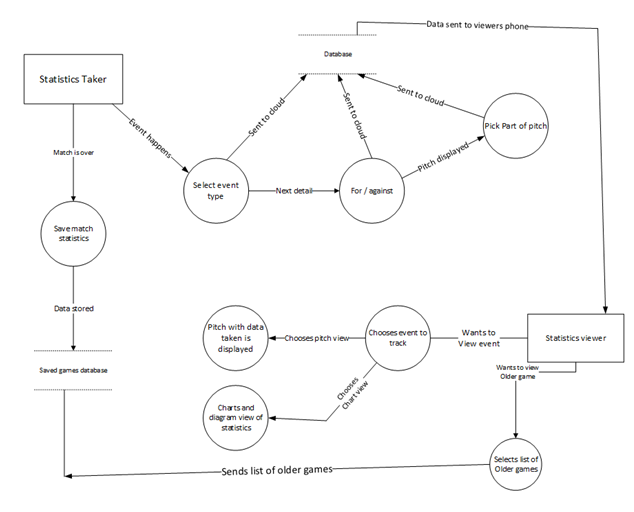 Data sent to viewers phone
Database
Statistics Taker
Sent to cloud
Sent to cloud
Sent to cloud
Event happens
Pick Part of pitch
Match is over
Pitch displayed
Select event
type
Next detail
For / against
Save match
statistics
Data stored
Pitch with data
taken is
displayed
Chooses pitch view
Chooses event to
track
Wants to
View event
Statistics viewer
Saved games database
Wants to view
Older game
Chooses
Chart view
Charts and
diagram view of
statistics
Selects list of
Older games
Sends list of older games